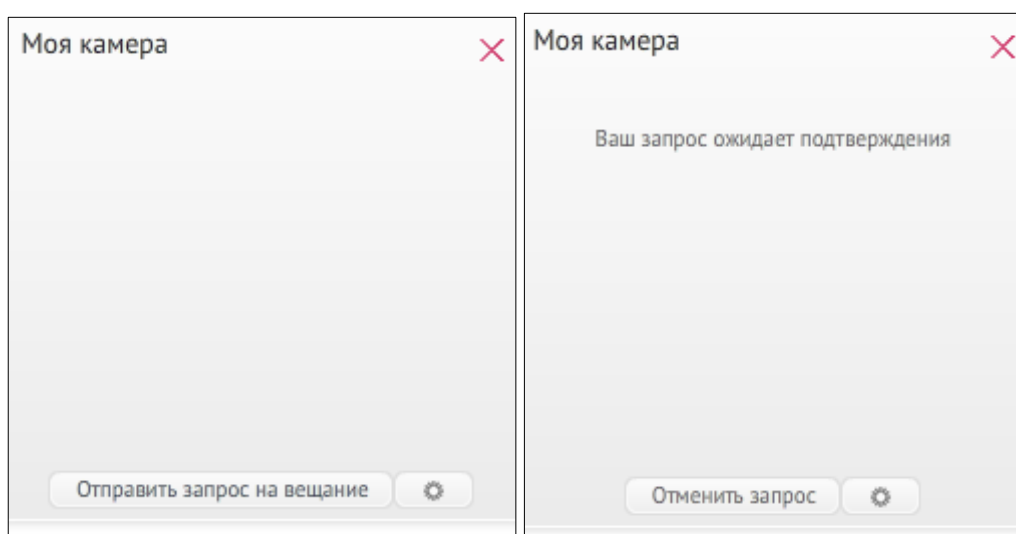 Моя камера
Отправить запрос на вещание
Моя камера
Ваш запрос ожидает подтверждения
Отменить запрос